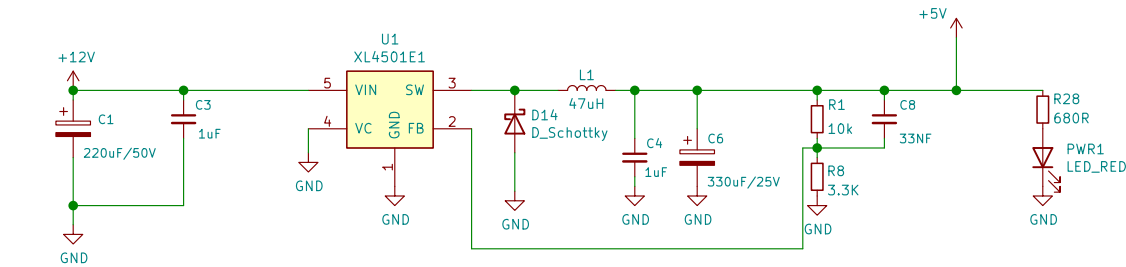 +5V
U1
XL4501E1
+12V
5
VIN
SW
3
4
VC
GND
FB
2
1
C1
220uF/50V
C3
1uF
GND
GND
GND
D14
D_Schottky
GND
L1
47uH
C4
1uF
GND
C6
330uF/25V
GND
R1
10k
R8
3.3K
GND
C8
33NF
R28
680R
PWR1
LED_RED
GND